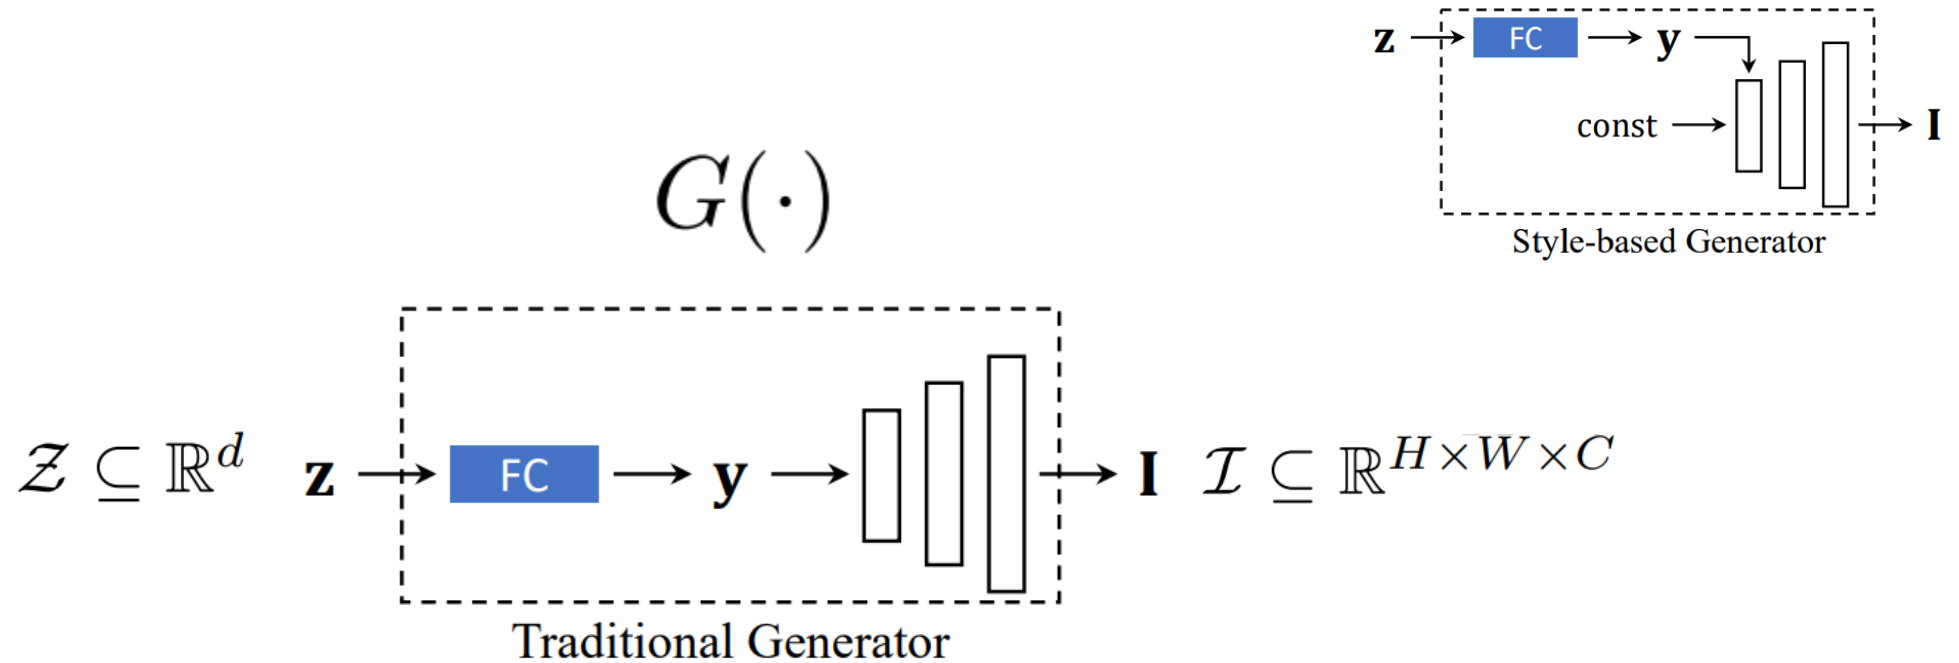 z FC y
const I
Style-based Generator
G(·)
𝒵 ⊆ ℝ^d z FC y I ℐ ⊆ ℝ^{H×W×C}
Traditional Generator